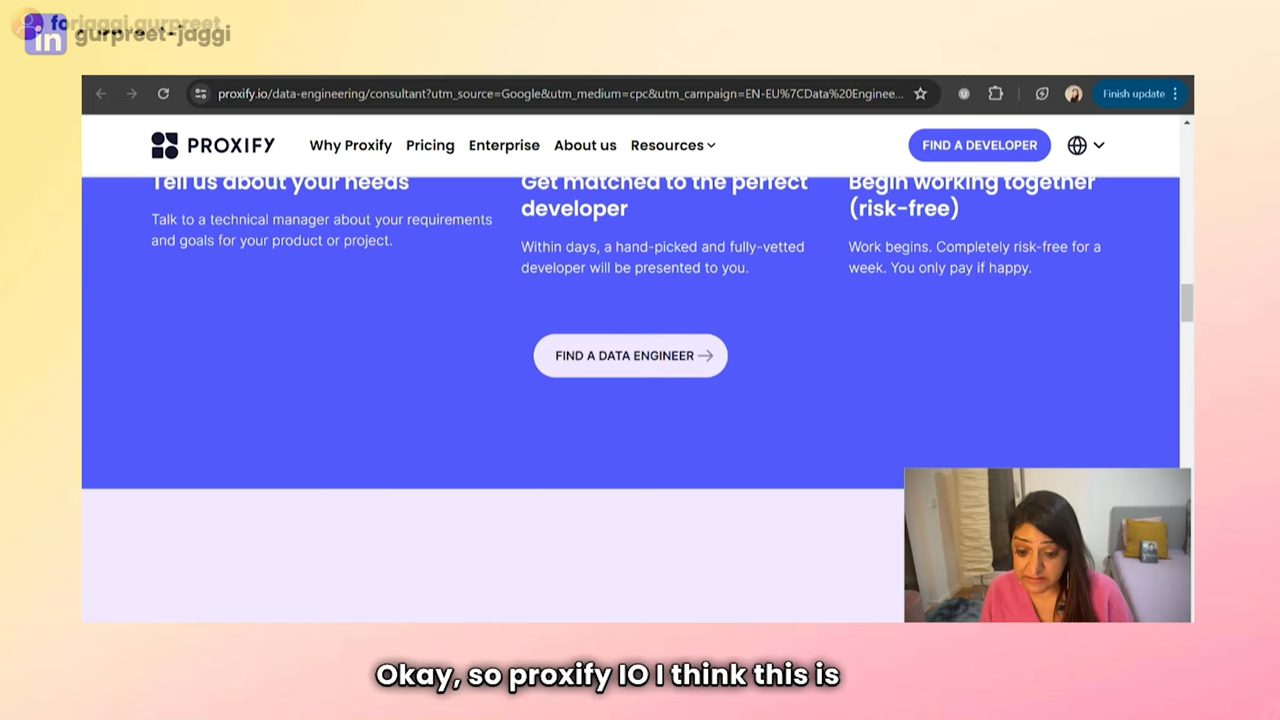 forjaggi.gurpreet
in gurpreet-jaggi
proxify.io/data-engineering/consultant?utm_source=Google&utm_medium=cpc&utm_campaign=EN-EU%7CData%20Enginee...
Finish update
PROXIFY Why Proxify Pricing Enterprise About us Resources FIND A DEVELOPER
Tell us about your needs
Talk to a technical manager about your requirements
and goals for your product or project.
Get matched to the perfect
developer
Within days, a hand-picked and fully-vetted
developer will be presented to you.
Begin working together
(risk-free)
Work begins. Completely risk-free for a
week. You only pay if happy.
FIND A DATA ENGINEER
Okay, so proxify IO I think this is